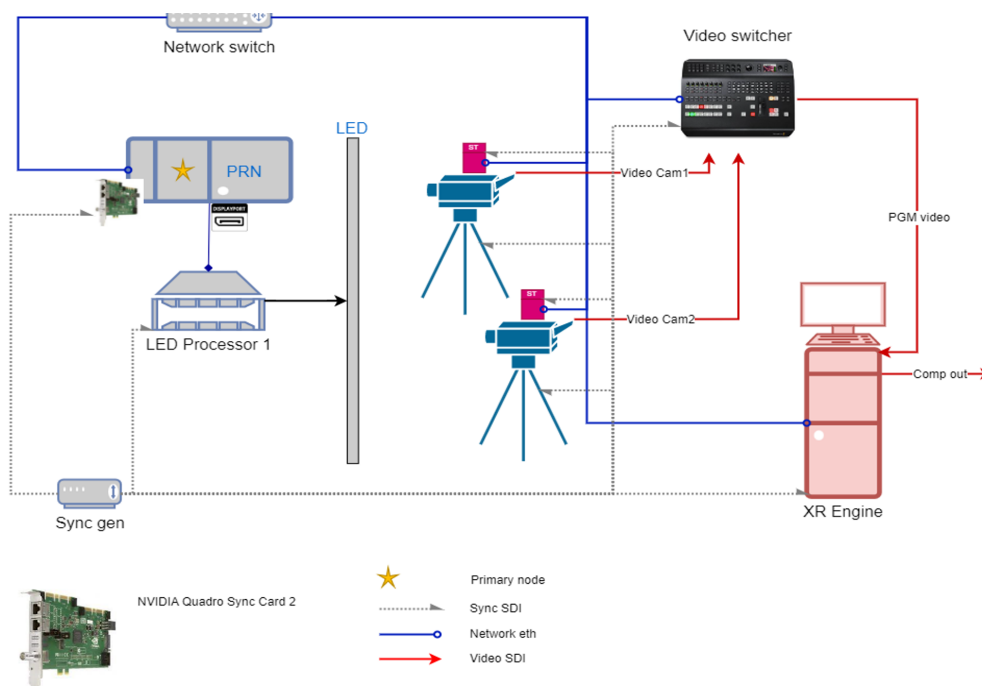 Network switch
Video switcher
LED
PRN
ST
DISPLAYPORT
Video Cam1
PGM video
ST
Video Cam2
LED Processor 1
Comp out
Sync gen
XR Engine
NVIDIA Quadro Sync Card 2
Primary node
Sync SDI
Network eth
Video SDI